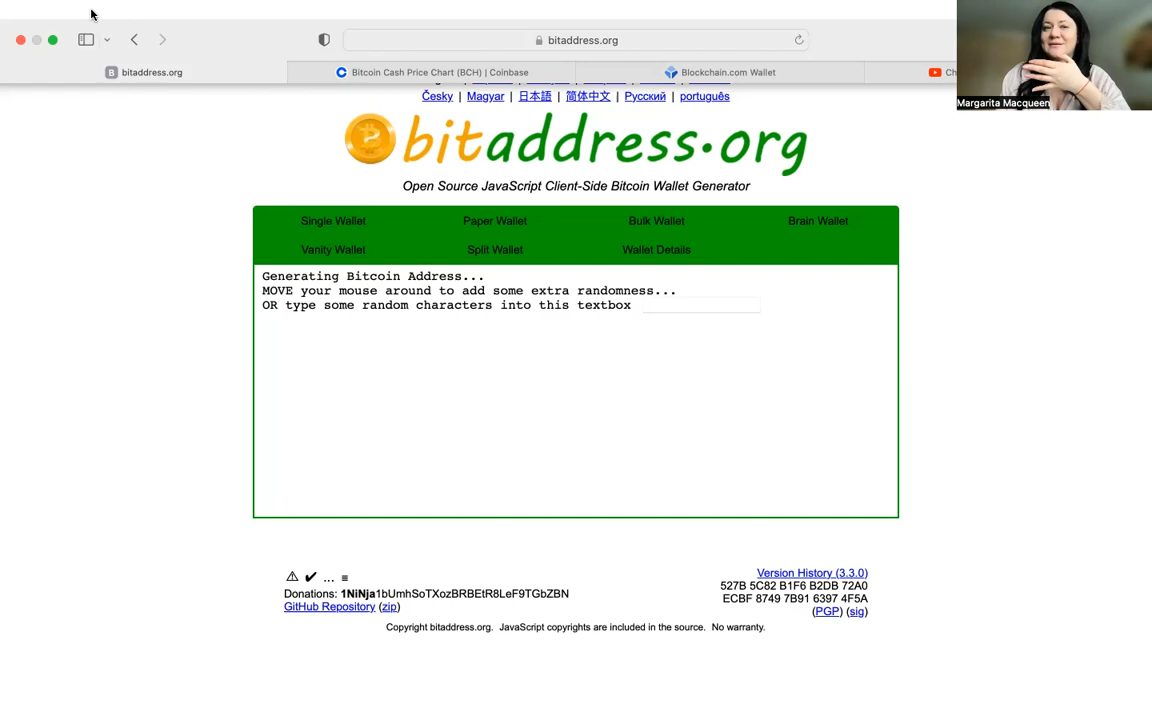 bitaddress.org
bitaddress.org
Bitcoin Cash Price Chart (BCH) | Coinbase
Blockchain.com Wallet
Ch
Margarita Macqueen
Česky | Magyar | 日本語 | 简体中文 | Русский | português
bitaddress.org
Open Source JavaScript Client-Side Bitcoin Wallet Generator
Single Wallet Paper Wallet Bulk Wallet Brain Wallet
Vanity Wallet Split Wallet Wallet Details
Generating Bitcoin Address...
MOVE your mouse around to add some extra randomness...
OR type some random characters into this textbox
Donations: 1NiNja1bUmhSoTXozBRBEtR8LeF9TGbZBN
GitHub Repository (zip)
Version History (3.3.0)
527B 5C82 B1F6 B2DB 72A0
ECBF 8749 7B91 6397 4F5A
(PGP) (sig)
Copyright bitaddress.org. JavaScript copyrights are included in the source. No warranty.